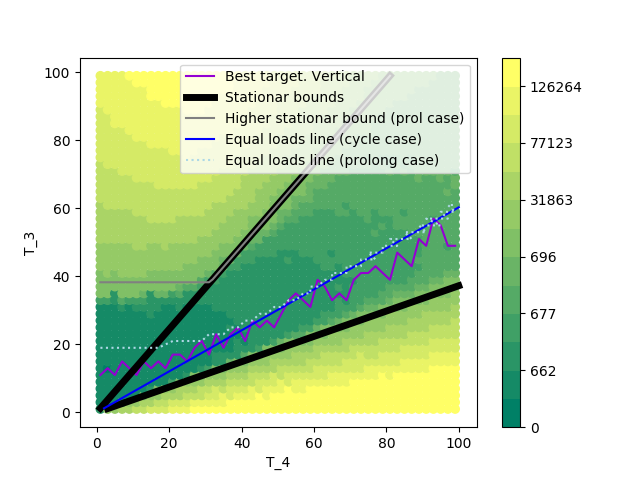 Best target. Vertical
Stationar bounds
Higher stationar bound (prol case)
Equal loads line (cycle case)
Equal loads line (prolong case)
T_3
100
80
60
40
20
0
0 20 40 60 80 100
T_4
126264
77123
31863
696
677
662
0